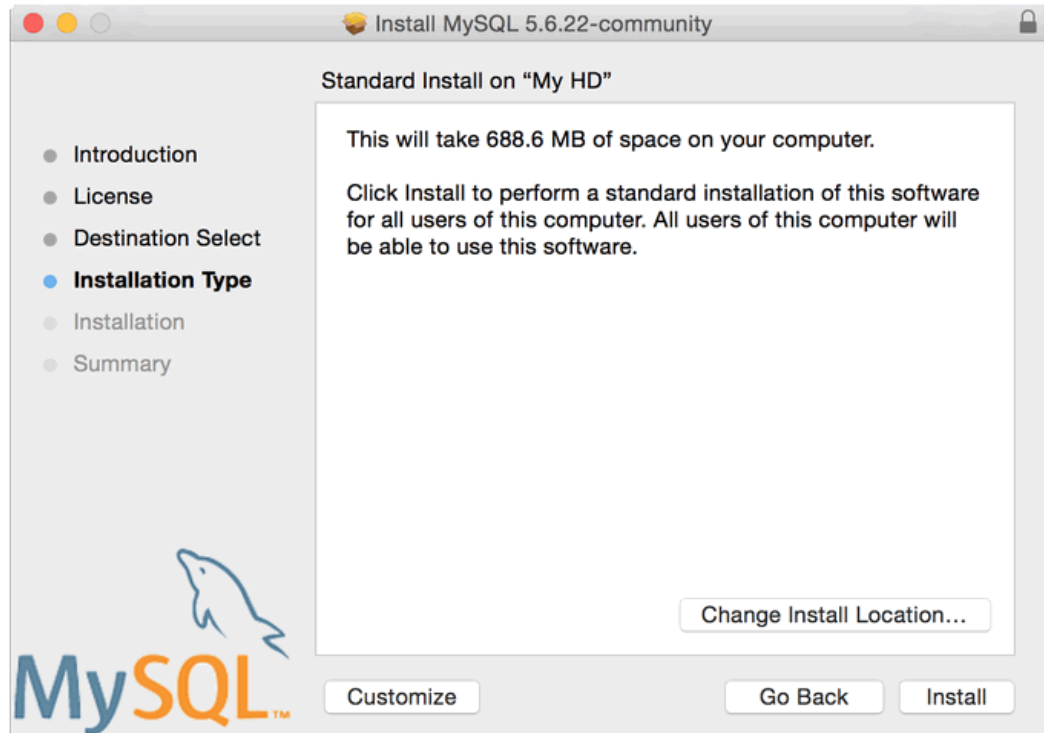 Install MySQL 5.6.22-community
Standard Install on “My HD”
Introduction
License
Destination Select
Installation Type
Installation
Summary
This will take 688.6 MB of space on your computer.
Click Install to perform a standard installation of this software
for all users of this computer. All users of this computer will
be able to use this software.
Change Install Location...
MySQL™
Customize
Go Back
Install